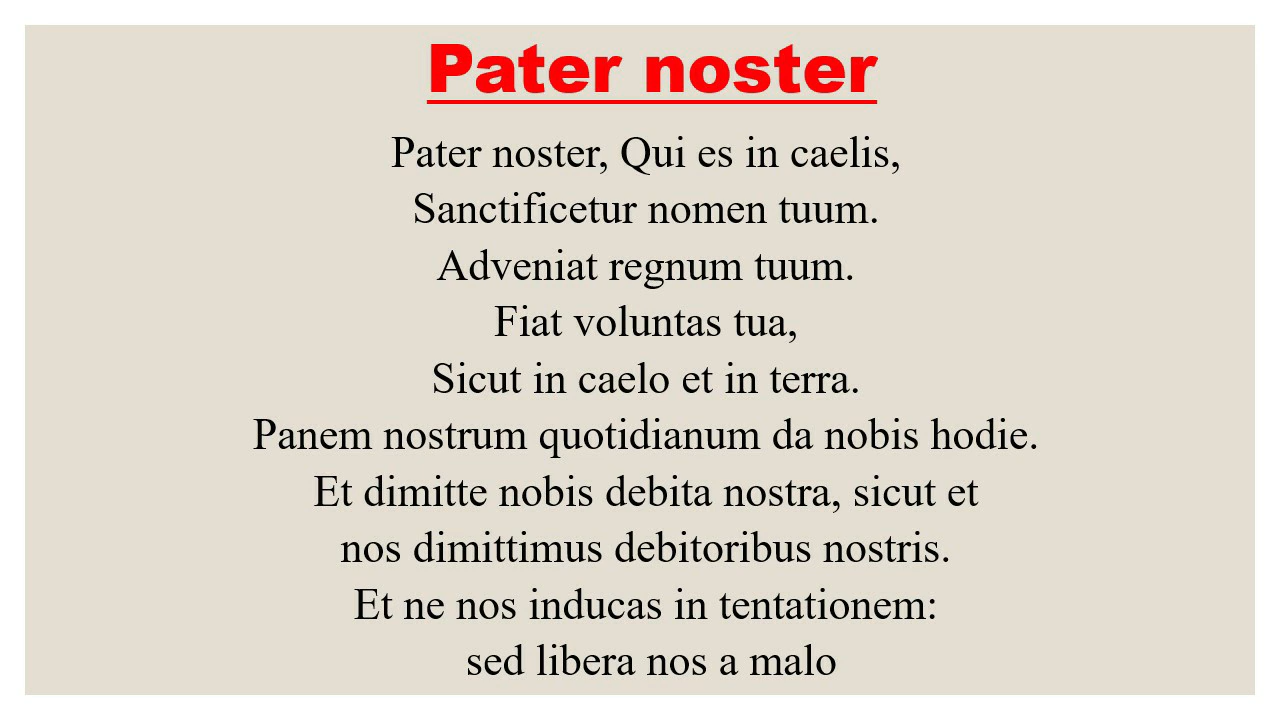 Pater noster
Pater noster, Qui es in caelis,
Sanctificetur nomen tuum.
Adveniat regnum tuum.
Fiat voluntas tua,
Sicut in caelo et in terra.
Panem nostrum quotidianum da nobis hodie.
Et dimitte nobis debita nostra, sicut et
nos dimittimus debitoribus nostris.
Et ne nos inducas in tentationem:
sed libera nos a malo